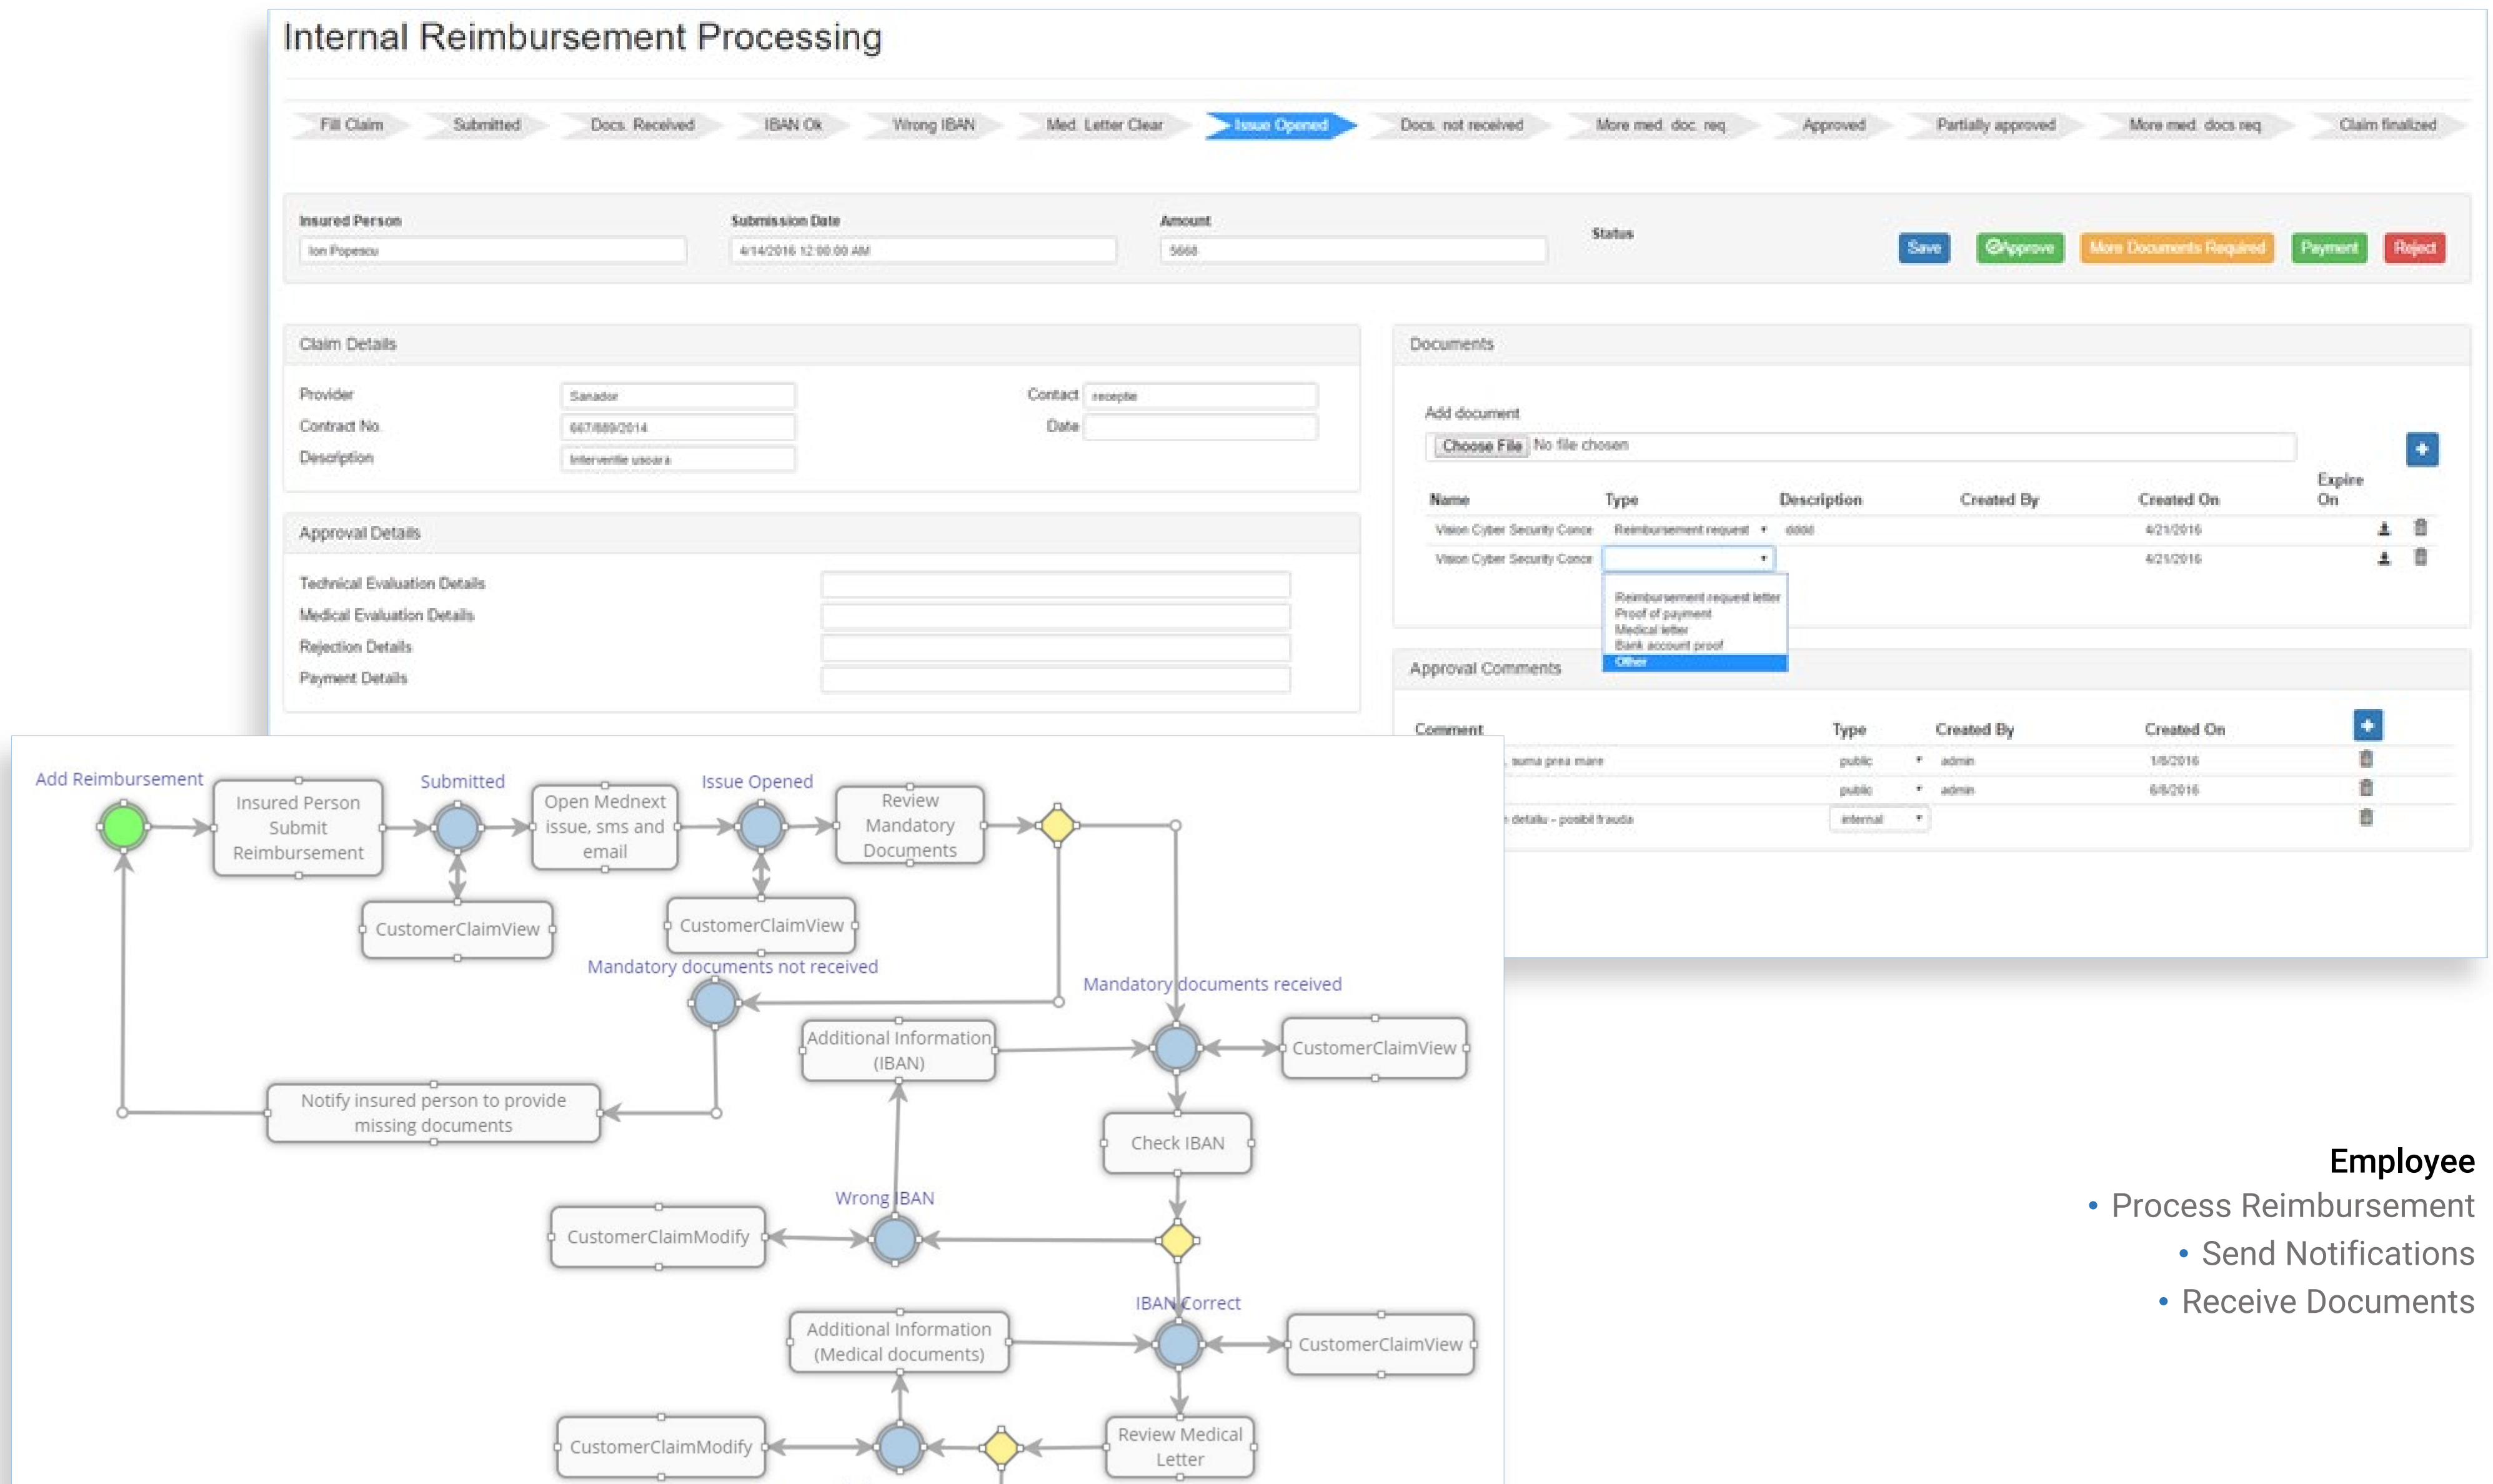 Internal Reimbursement Processing
Fill Claim Submitted Docs. Received IBAN Ok Wrong IBAN Med. Letter Clear Issue Opened Docs. not received More med. doc. req. Approved Partially approved More med. docs req. Claim finalized
Insured Person Submission Date Amount Status
Ion Popescu 4/14/2016 12:00:00 AM 5668
Save Approve More Documents Required Payment Reject
Claim Details
Provider Sanador Contact receptie
Contract No. 667/889/2014 Date
Description Interventie usoara
Approval Details
Technical Evaluation Details
Medical Evaluation Details
Rejection Details
Payment Details
Documents
Add document
Choose File No file chosen
Name Type Description Created By Created On Expire On
Vision Cyber Security Conce Reimbursement request dddd 4/21/2016
Vision Cyber Security Conce 4/21/2016
Reimbursement request letter
Proof of payment
Medical letter
Bank account proof
Other
Approval Comments
Comment Type Created By Created On
suma prea mare public admin 1/8/2016
public admin 6/8/2016
detaliu - posibil frauda internal
Add Reimbursement
Insured Person
Submit
Reimbursement
Submitted
Open Mednext
issue, sms and
email
Issue Opened
Review
Mandatory
Documents
CustomerClaimView
CustomerClaimView
Mandatory documents not received
Mandatory documents received
Additional Information
(IBAN)
CustomerClaimView
Notify insured person to provide
missing documents
Check IBAN
Wrong IBAN
CustomerClaimModify
IBAN Correct
Additional Information
(Medical documents)
CustomerClaimView
CustomerClaimModify
Review Medical
Letter
Employee
• Process Reimbursement
• Send Notifications
• Receive Documents